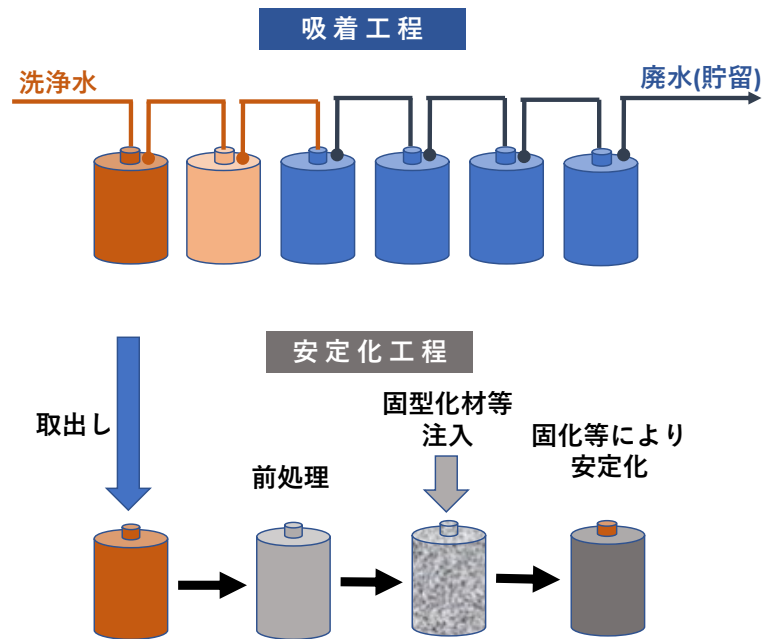 吸着工程
洗浄水
廃水(貯留)
安定化工程
取出し
前処理
固型化材等
注入
固化等により
安定化